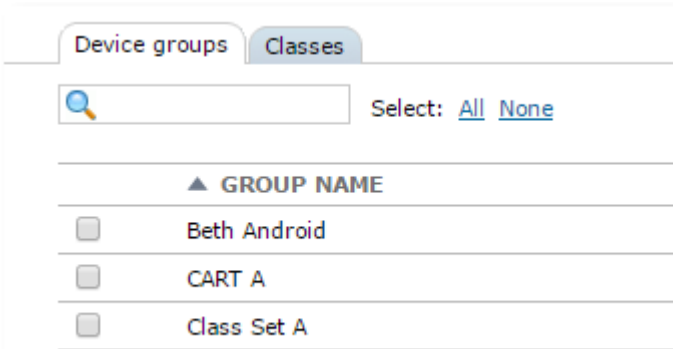 Device groups Classes
Select: All None
▲ GROUP NAME
Beth Android
CART A
Class Set A